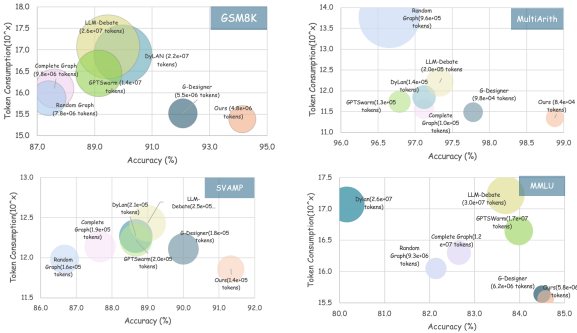 GSM8K
Token Consumption(10^x)
18.0
17.5
17.0
16.5
16.0
15.5
15.0
LLM-Debate
(2.6e+07 tokens)
DyLAN (2.2e+07
tokens)
Complete Graph
(9.8e+06 tokens)
GPTSwarm(1.4e+07
tokens)
Random Graph
(7.8e+06 tokens)
G-Designer
(5.5e+06 tokens)
Ours(4.8e+06
tokens)
87.0
89.0
91.0
93.0
Accuracy (%)
MultiArith
Token Consumption(10^x)
14.0
13.5
13.0
12.5
12.0
11.5
11.0
Random
Graph(9.6e+05
tokens)
LLM-Debate
(2.0e+05 tokens)
DyLan(1.4e+05
tokens)
GPTSwarm(1.3e+05
tokens)
Complete
Graph(1.0e+05
tokens)
G-Designer
(9.8e+04 tokens)
Ours (8.4e+04
tokens)
96.0
96.5
97.0
97.5
98.0
98.5
99.0
Accuracy (%)
SVAMP
Token Consumption(10^x)
13.0
12.5
12.0
11.5
DyLan(2.3e+05
tokens)
LLM-
Debate(2.5e+05...
Complete
Graph(1.9e+05
tokens)
G-Designer(1.8e+05
tokens)
GPTSwarm(2.0e+05
tokens)
Random
Graph(1.6e+05
tokens)
Ours(1.4e+05
tokens)
86.0
87.0
88.0
89.0
90.0
91.0
92.0
Accuracy (%)
MMLU
Token Consumption(10^x)
17.5
17.0
16.5
16.0
15.5
Dylan(2.6e+07
tokens)
LLM-Debate
(3.0e+07 tokens)
GPTSWarm(1.7e+07
tokens)
Complete Graph(1.2
e+07 tokens)
Random
Graph(9.3e+06
tokens)
G-Designer
(6.2e+06 tokens)
Ours(5.8e+06
tokens)
80.0
81.0
82.0
83.0
84.0
85.0
Accuracy (%)